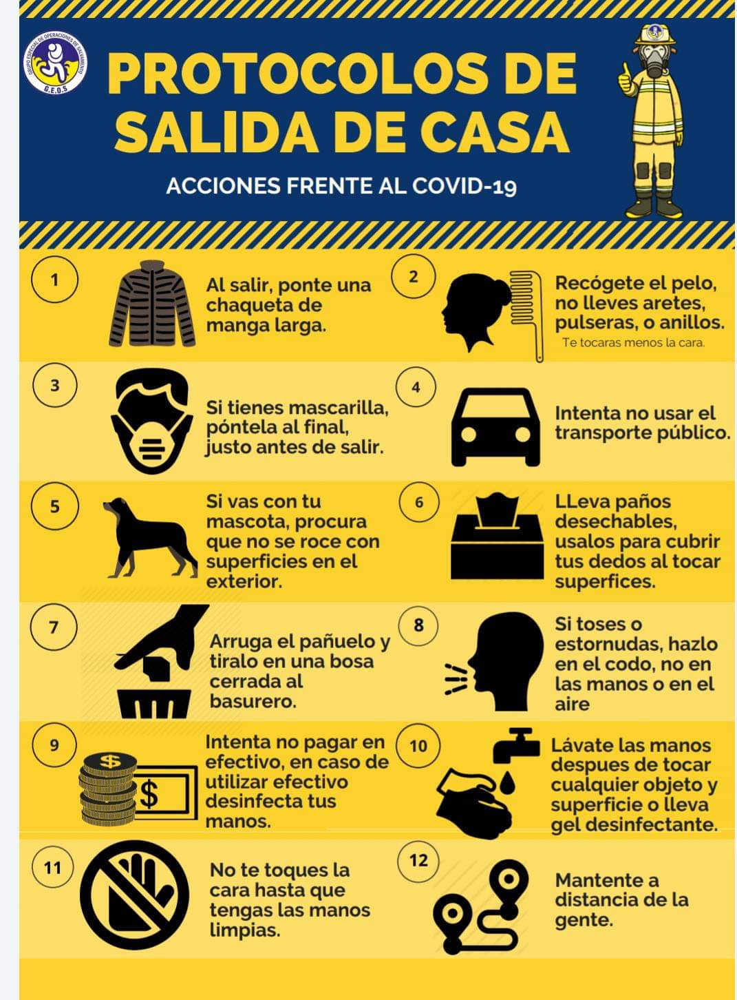 GRUPO ESPECIAL DE OPERACIONES DE SALVAMENTO
G.E.O.S
PROTOCOLOS DE
SALIDA DE CASA
ACCIONES FRENTE AL COVID-19
1
Al salir, ponte una
chaqueta de
manga larga.
2
Recógete el pelo,
no lleves aretes,
pulseras, o anillos.
Te tocaras menos la cara.
3
Si tienes mascarilla,
póntela al final,
justo antes de salir.
4
Intenta no usar el
transporte público.
5
Si vas con tu
mascota, procura
que no se roce con
superficies en el
exterior.
6
LLeva paños
desechables,
usalos para cubrir
tus dedos al tocar
superfices.
7
Arruga el pañuelo y
tiralo en una bosa
cerrada al
basurero.
8
Si toses o
estornudas, hazlo
en el codo, no en
las manos o en el
aire
9
$
$
Intenta no pagar en
efectivo, en caso de
utilizar efectivo
desinfecta tus
manos.
10
Lávate las manos
despues de tocar
cualquier objeto y
superficie o lleva
gel desinfectante.
11
No te toques la
cara hasta que
tengas las manos
limpias.
12
Mantente a
distancia de la
gente.